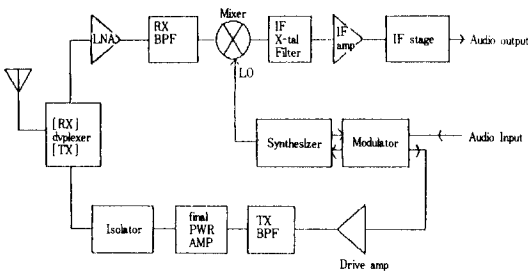 LNA
RX
BPF
Mixer
IF
X-tal
Filter
IF
amp
IF stage
Audio output
LO
[RX]
dvplexer
[TX]
Synthesizer
Modulator
Audio Input
Isolator
final
PWR
AMP
TX
BPF
Drive amp